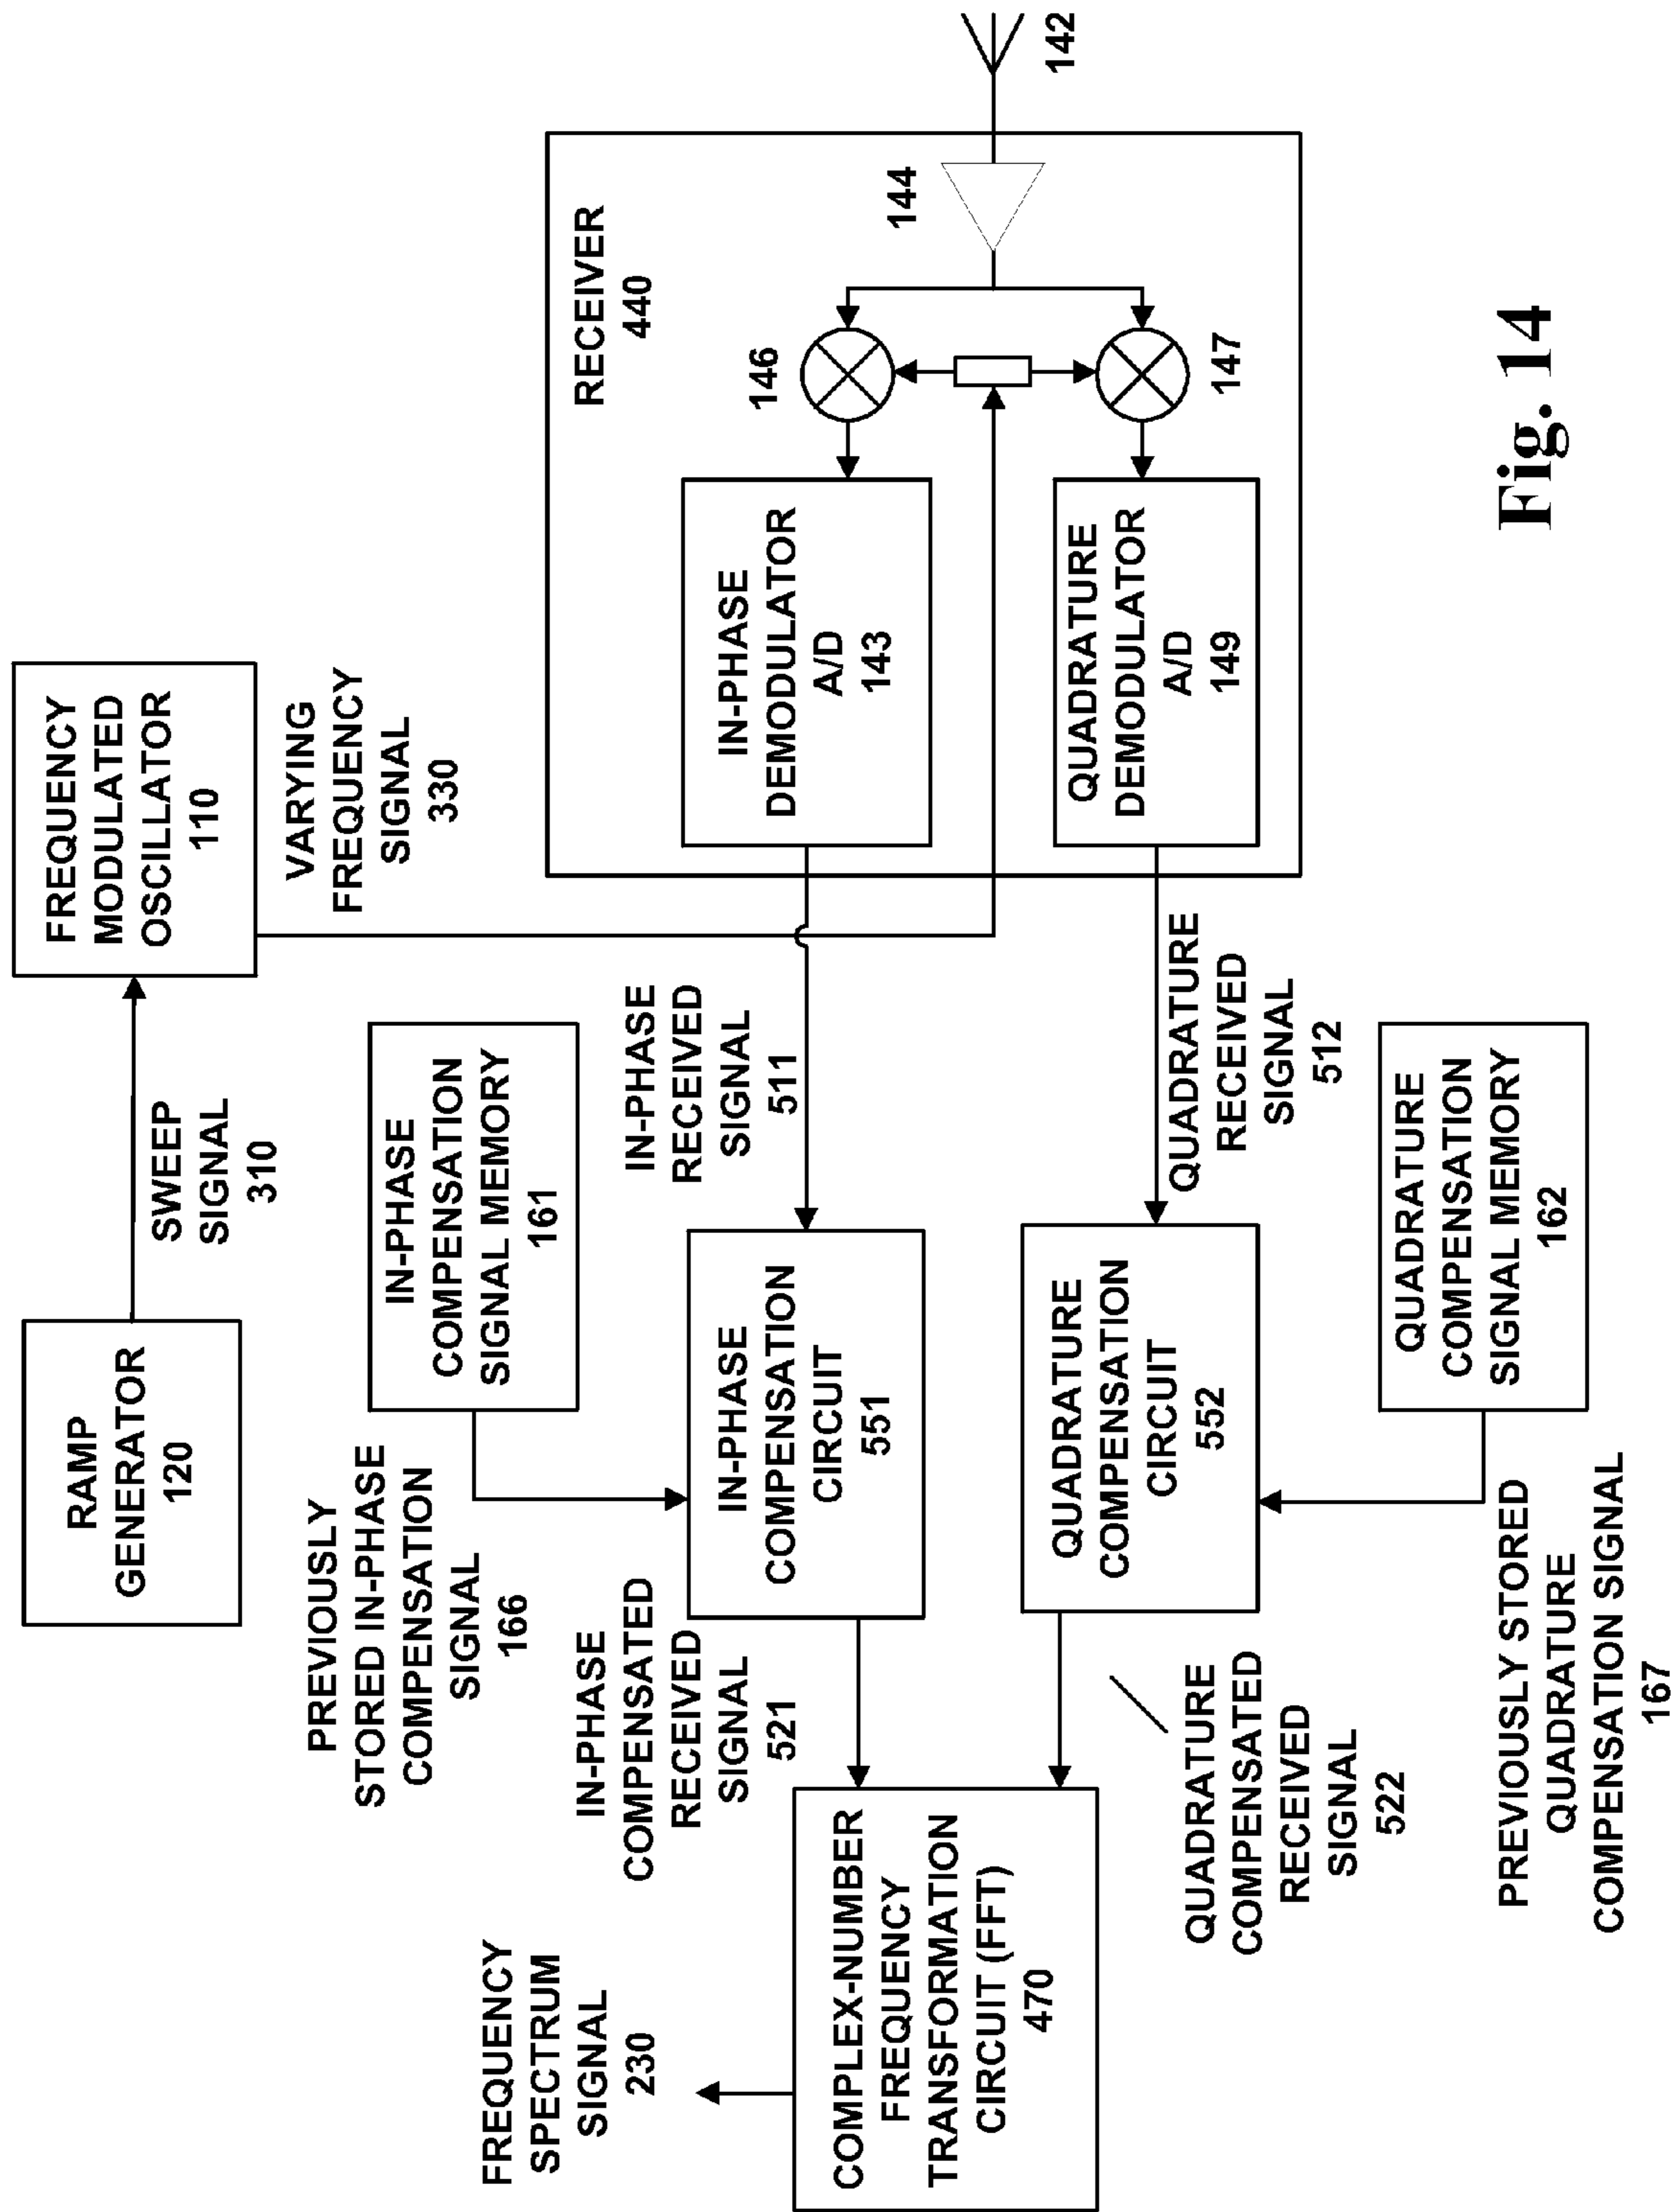 RAMP
GENERATOR
120
SWEEP
SIGNAL
310
FREQUENCY
MODULATED
OSCILLATOR
110
VARYING
FREQUENCY
SIGNAL
330
PREVIOUSLY
STORED IN-PHASE
COMPENSATION
SIGNAL
166
IN-PHASE
COMPENSATION
SIGNAL MEMORY
161
FREQUENCY
SPECTRUM
SIGNAL
230
IN-PHASE
COMPENSATED
RECEIVED
SIGNAL
521
IN-PHASE
COMPENSATION
CIRCUIT
551
IN-PHASE
RECEIVED
SIGNAL
511
RECEIVER
440
IN-PHASE
DEMODULATOR
A/D
143
146
144
142
COMPLEX-NUMBER
FREQUENCY
TRANSFORMATION
CIRCUIT (FFT)
470
QUADRATURE
COMPENSATED
RECEIVED
SIGNAL
522
QUADRATURE
COMPENSATION
CIRCUIT
552
QUADRATURE
RECEIVED
SIGNAL
512
QUADRATURE
DEMODULATOR
A/D
149
147
PREVIOUSLY STORED
QUADRATURE
COMPENSATION SIGNAL
167
QUADRATURE
COMPENSATION
SIGNAL MEMORY
162
Fig. 14